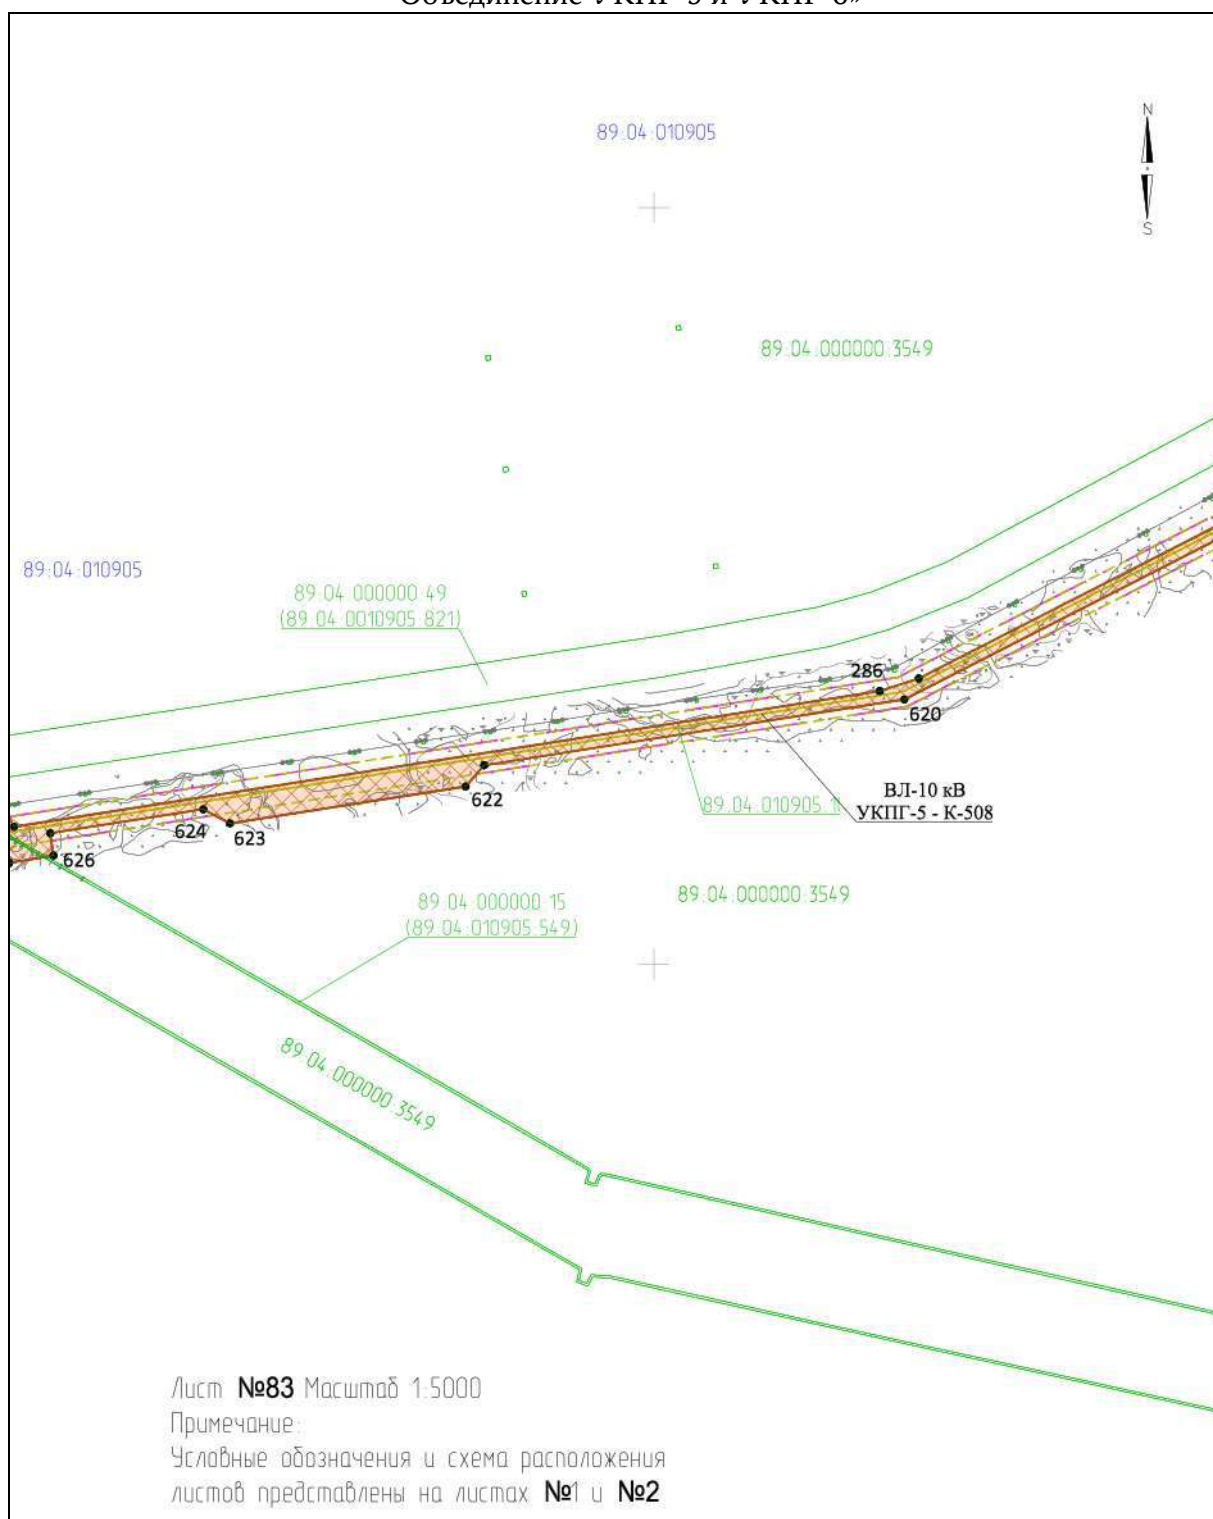 Объединение УКПГ-5 и УКПГ-6»
89:04:010905
N
S
89:04:000000:3549
89:04:010905
89:04:000000:49
(89:04:0010905:821)
286
620
622
ВЛ-10 кВ
УКПГ-5 - К-508
89:04:010905:1
624
623
626
89:04:000000:15
(89:04:010905:549)
89:04:000000:3549
89:04:000000:3549
Лист №83 Масштаб 1:5000
Примечание:
Условные обозначения и схема расположения
листов представлены на листах №1 и №2